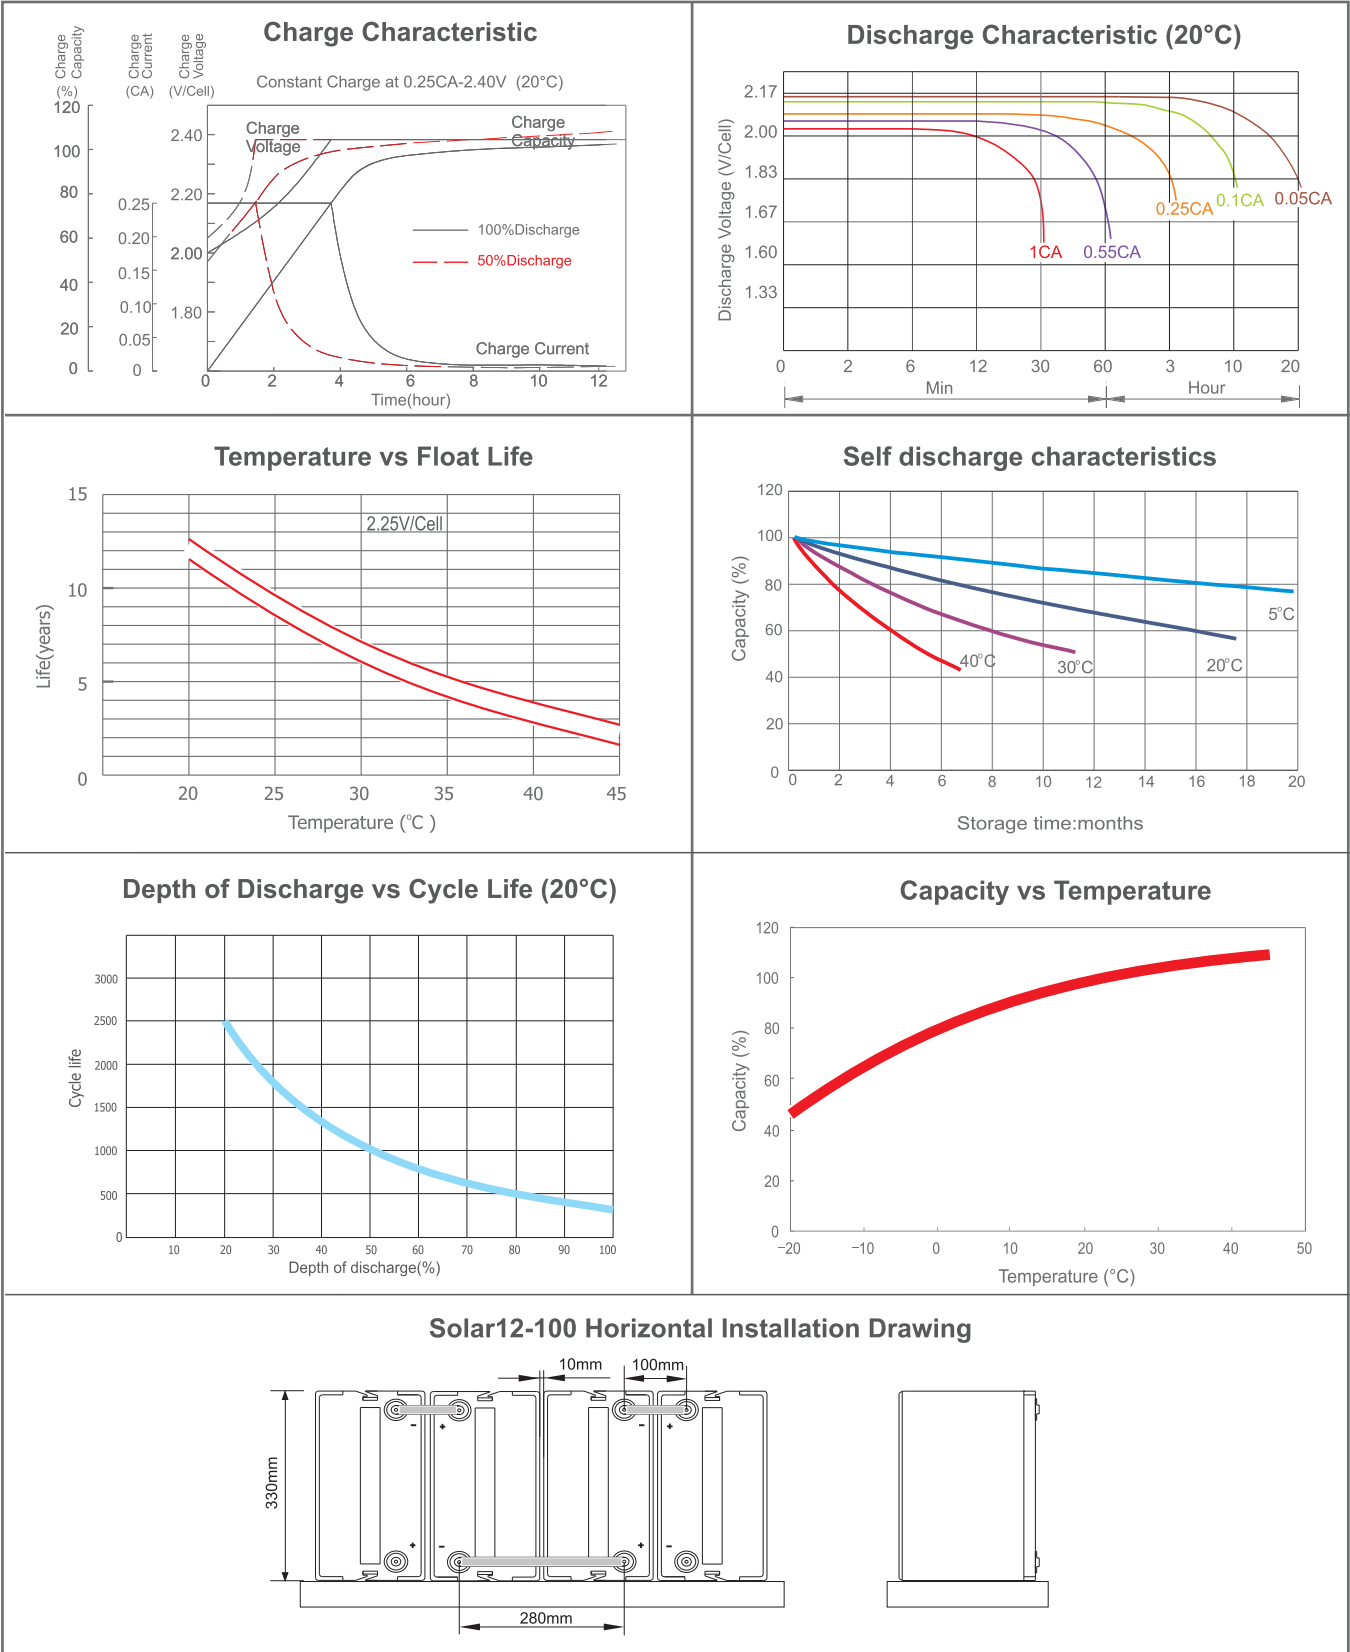 Charge Characteristic
Charge
Capacity
(%)
Charge
Current
(CA)
Charge
Voltage
(V/Cell)
Constant Charge at 0.25CA-2.40V (20°C)
120
100
80
60
40
20
0
0.25
0.20
0.15
0.10
0.05
0
2.40
2.20
2.00
1.80
Charge
Voltage
Charge
Capacity
100%Discharge
50%Discharge
Charge Current
0 2 4 6 8 10 12
Time(hour)
Discharge Characteristic (20°C)
Discharge Voltage (V/Cell)
2.17
2.00
1.83
1.67
1.60
1.33
1CA
0.55CA
0.25CA
0.1CA
0.05CA
0 2 6 12 30 60 3 10 20
Min
Hour
Temperature vs Float Life
2.25V/Cell
Life(years)
15
10
5
0
20 25 30 35 40 45
Temperature (°C )
Self discharge characteristics
Capacity (%)
120
100
80
60
40
20
0
5°C
20°C
30°C
40°C
0 2 4 6 8 10 12 14 16 18 20
Storage time:months
Depth of Discharge vs Cycle Life (20°C)
Cycle life
3000
2500
2000
1500
1000
500
0
10 20 30 40 50 60 70 80 90 100
Depth of discharge(%)
Capacity vs Temperature
Capacity (%)
120
100
80
60
40
20
0
−20 −10 0 10 20 30 40 50
Temperature (°C)
Solar12-100 Horizontal Installation Drawing
10mm
100mm
330mm
- + - +
+ - + -
280mm